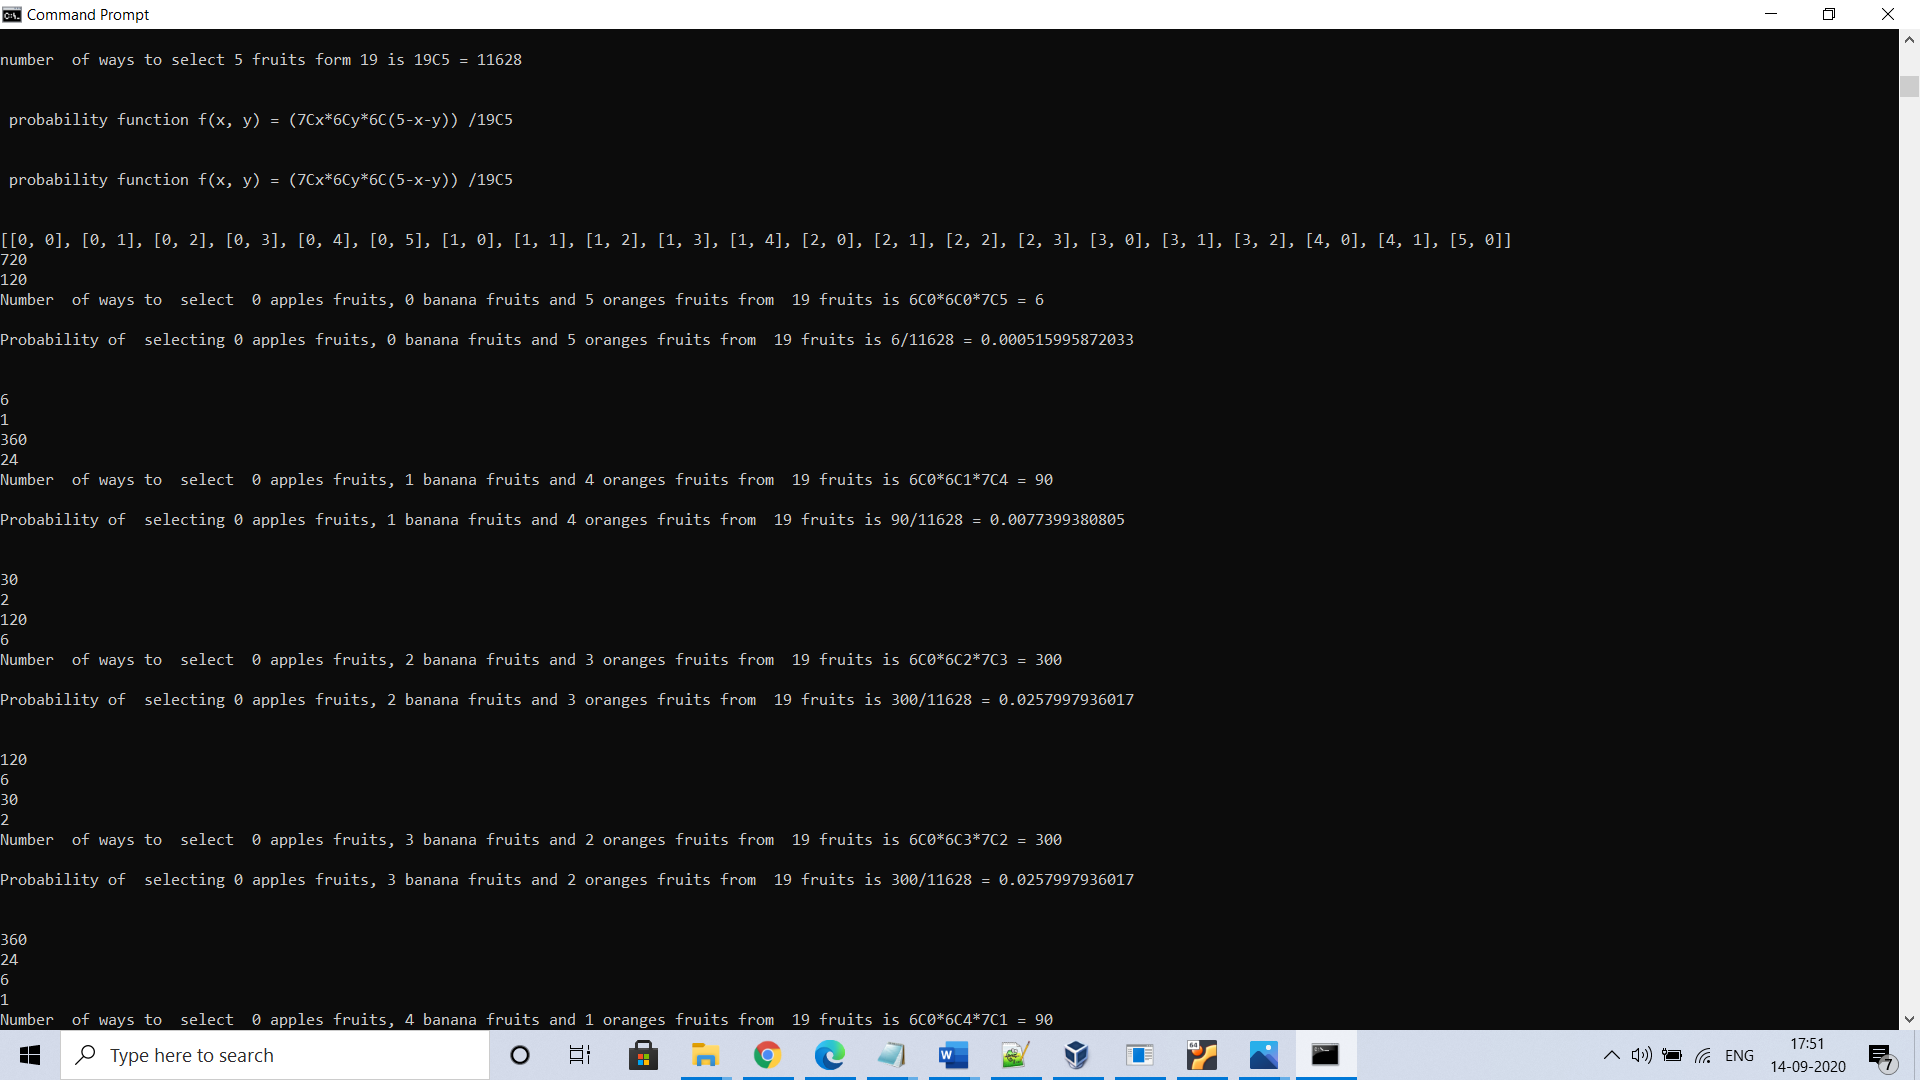 Command Prompt
number  of ways to select 5 fruits form 19 is 19C5 = 11628
probability function f(x, y) = (7Cx*6Cy*6C(5-x-y)) /19C5
probability function f(x, y) = (7Cx*6Cy*6C(5-x-y)) /19C5
[[0, 0], [0, 1], [0, 2], [0, 3], [0, 4], [0, 5], [1, 0], [1, 1], [1, 2], [1, 3], [1, 4], [2, 0], [2, 1], [2, 2], [2, 3], [3, 0], [3, 1], [3, 2], [4, 0], [4, 1], [5, 0]]
720
120
Number  of ways to  select  0 apples fruits, 0 banana fruits and 5 oranges fruits from  19 fruits is 6C0*6C0*7C5 = 6
Probability of  selecting 0 apples fruits, 0 banana fruits and 5 oranges fruits from  19 fruits is 6/11628 = 0.000515995872033
6
1
360
24
Number  of ways to  select  0 apples fruits, 1 banana fruits and 4 oranges fruits from  19 fruits is 6C0*6C1*7C4 = 90
Probability of  selecting 0 apples fruits, 1 banana fruits and 4 oranges fruits from  19 fruits is 90/11628 = 0.0077399380805
30
2
120
6
Number  of ways to  select  0 apples fruits, 2 banana fruits and 3 oranges fruits from  19 fruits is 6C0*6C2*7C3 = 300
Probability of  selecting 0 apples fruits, 2 banana fruits and 3 oranges fruits from  19 fruits is 300/11628 = 0.0257997936017
120
6
30
2
Number  of ways to  select  0 apples fruits, 3 banana fruits and 2 oranges fruits from  19 fruits is 6C0*6C3*7C2 = 300
Probability of  selecting 0 apples fruits, 3 banana fruits and 2 oranges fruits from  19 fruits is 300/11628 = 0.0257997936017
360
24
6
1
Number  of ways to  select  0 apples fruits, 4 banana fruits and 1 oranges fruits from  19 fruits is 6C0*6C4*7C1 = 90
Type here to search
ENG
17:51
14-09-2020
7